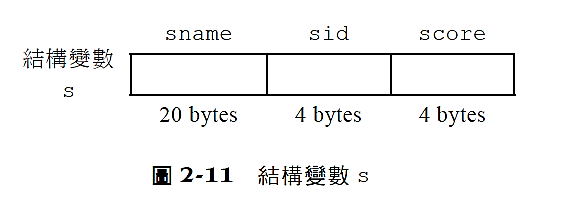 sname sid score
結構變數
s
20 bytes 4 bytes 4 bytes
圖 2-11 結構變數 s